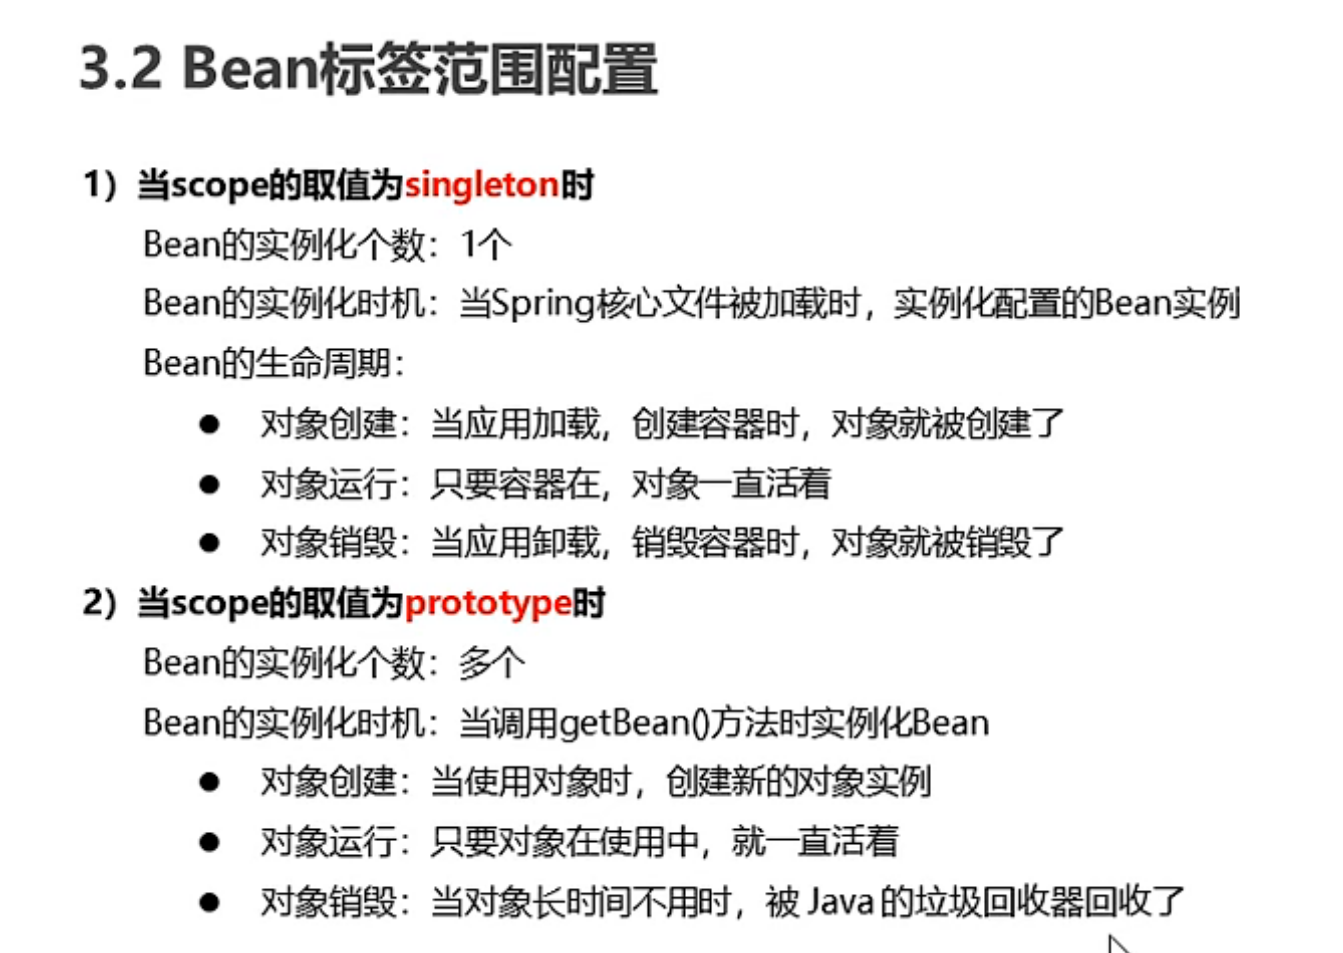 3.2 Bean标签范围配置
1）当scope的取值为singleton时
Bean的实例化个数：1个
Bean的实例化时机：当Spring核心文件被加载时，实例化配置的Bean实例
Bean的生命周期：
● 对象创建：当应用加载，创建容器时，对象就被创建了
● 对象运行：只要容器在，对象一直活着
● 对象销毁：当应用卸载，销毁容器时，对象就被销毁了
2）当scope的取值为prototype时
Bean的实例化个数：多个
Bean的实例化时机：当调用getBean()方法时实例化Bean
● 对象创建：当使用对象时，创建新的对象实例
● 对象运行：只要对象在使用中，就一直活着
● 对象销毁：当对象长时间不用时，被 Java 的垃圾回收器回收了